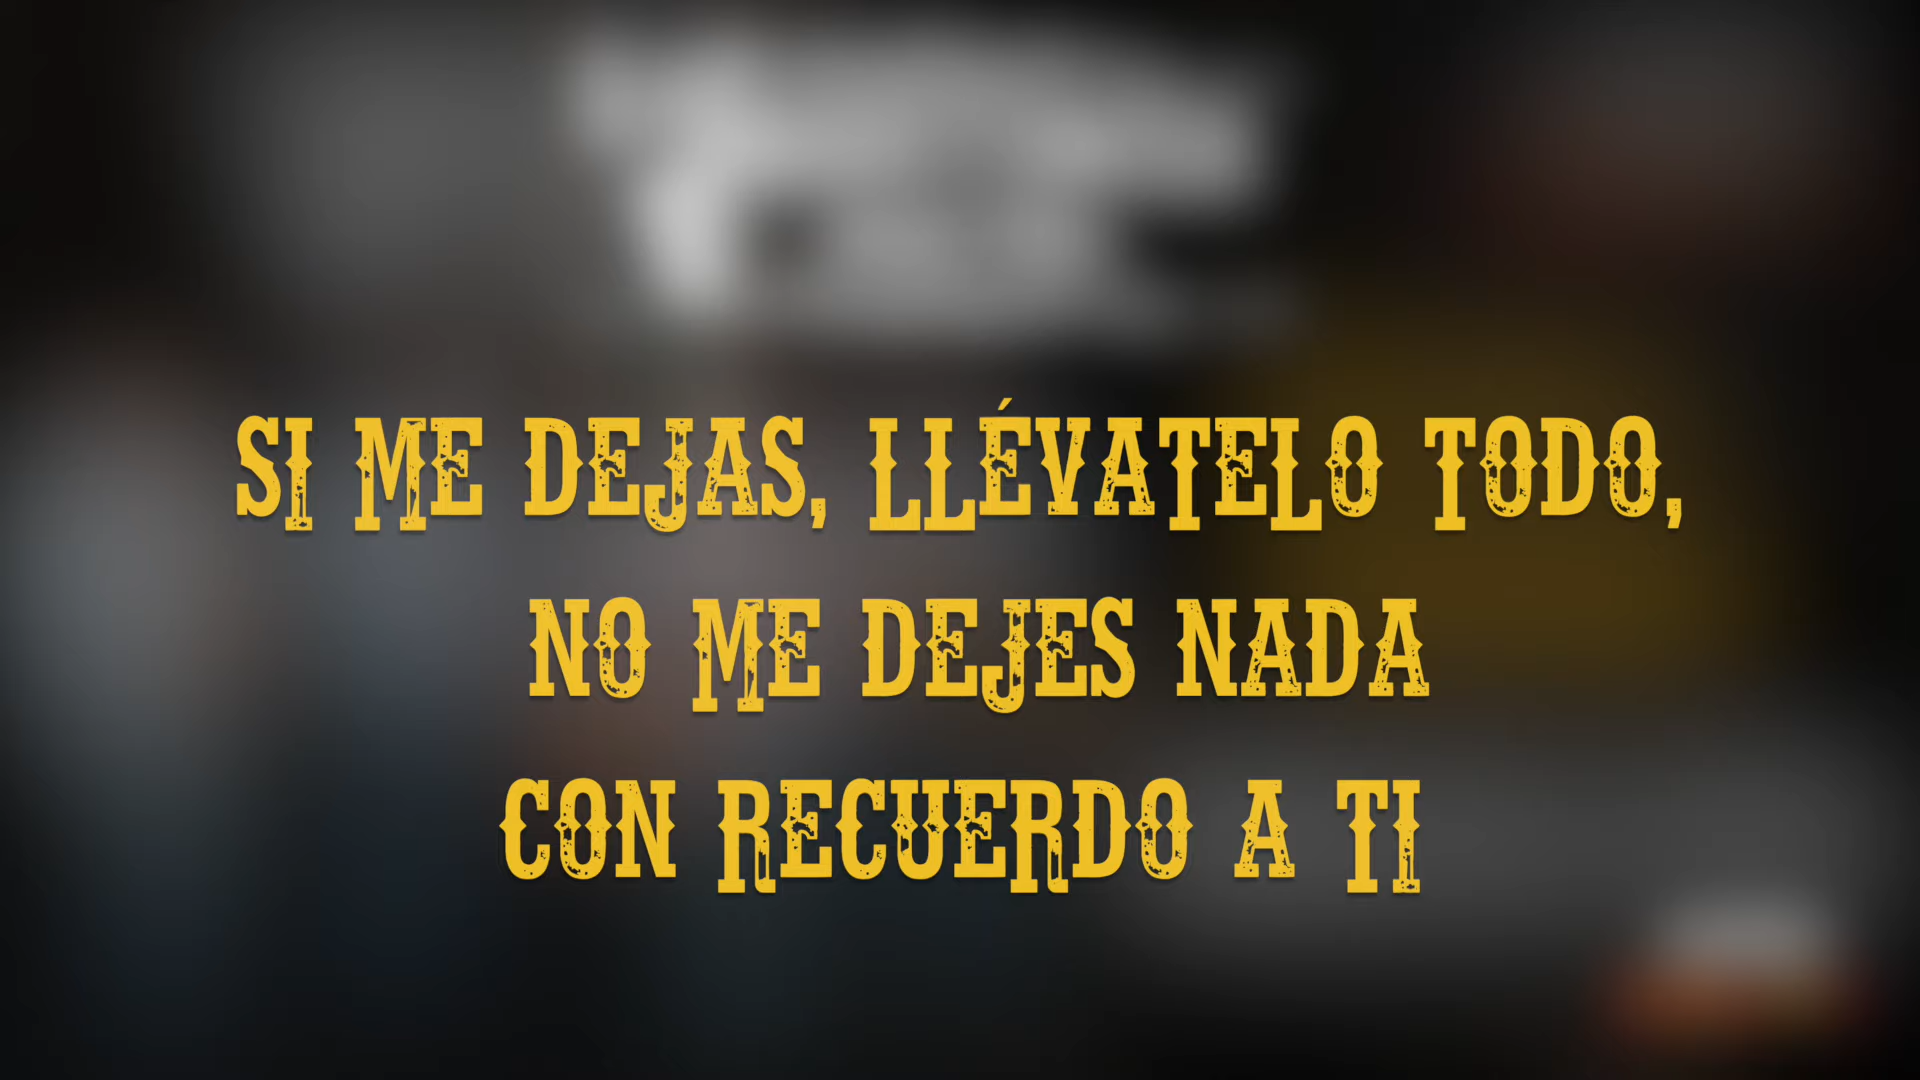 SI ME DEJAS, LLÉVATELO TODO,
NO ME DEJES NADA
CON RECUERDO A TI